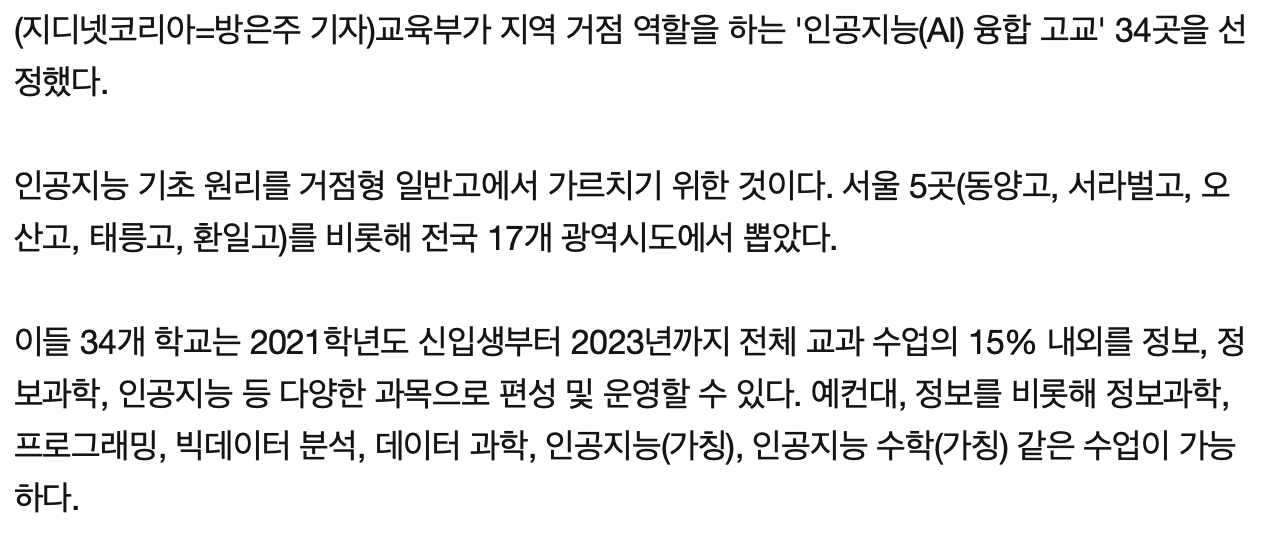 (지디넷코리아=방은주 기자)교육부가 지역 거점 역할을 하는 '인공지능(AI) 융합 고교' 34곳을 선
정했다.
인공지능 기초 원리를 거점형 일반고에서 가르치기 위한 것이다. 서울 5곳(동양고, 서라벌고, 오
산고, 태릉고, 환일고)를 비롯해 전국 17개 광역시도에서 뽑았다.
이들 34개 학교는 2021학년도 신입생부터 2023년까지 전체 교과 수업의 15% 내외를 정보, 정
보과학, 인공지능 등 다양한 과목으로 편성 및 운영할 수 있다. 예컨대, 정보를 비롯해 정보과학,
프로그래밍, 빅데이터 분석, 데이터 과학, 인공지능(가칭), 인공지능 수학(가칭) 같은 수업이 가능
하다.